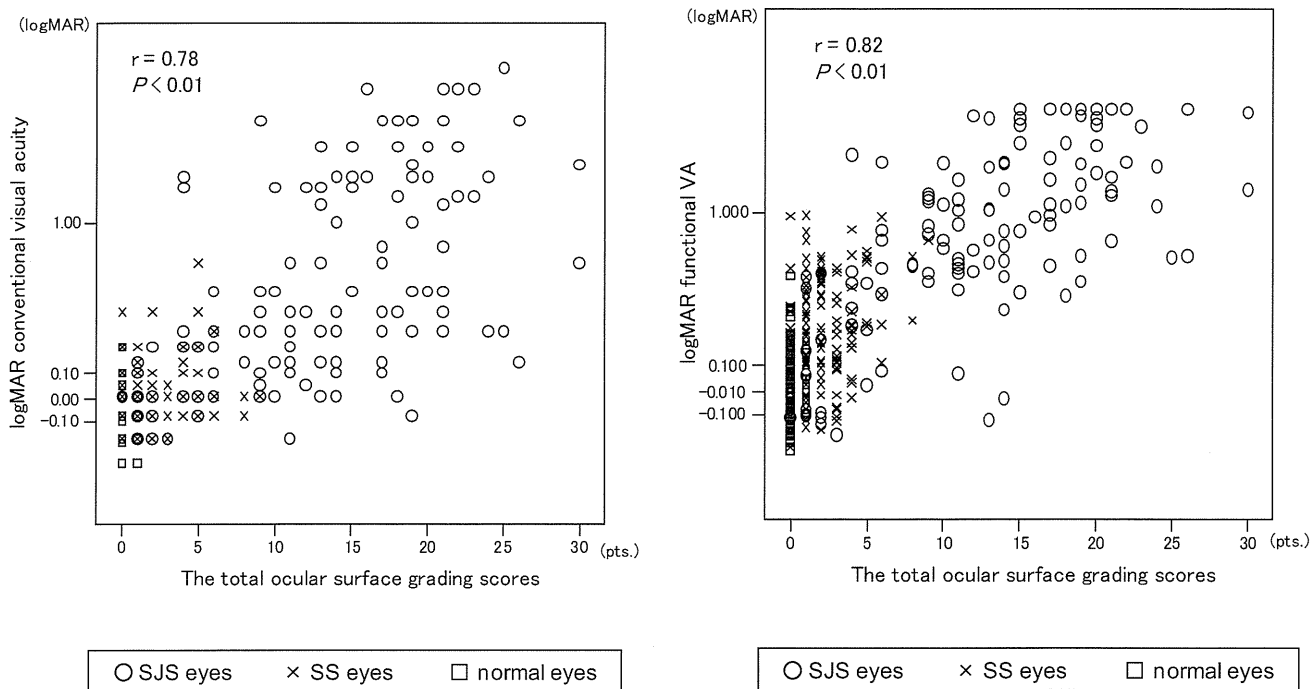 (logMAR)
r = 0.78
P < 0.01
logMAR conventional visual acuity
1.00
0.10
0.00
−0.10
0
5
10
15
20
25
30
(pts.)
The total ocular surface grading scores
○ SJS eyes × SS eyes □ normal eyes
(logMAR)
r = 0.82
P < 0.01
logMAR functional VA
1.000
0.100
−0.010
−0.100
0
5
10
15
20
25
30
(pts.)
The total ocular surface grading scores
○ SJS eyes × SS eyes □ normal eyes